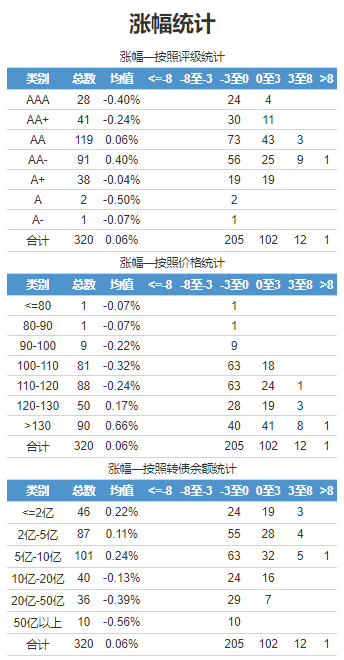 涨幅统计
涨幅—按照评级统计
类别 总数 均值 <=-8 -8至-3 -3至0 0至3 3至8 >8
AAA 28 -0.40% 24 4
AA+ 41 -0.24% 30 11
AA 119 0.06% 73 43 3
AA- 91 0.40% 56 25 9 1
A+ 38 -0.04% 19 19
A 2 -0.50% 2
A- 1 -0.07% 1
合计 320 0.06% 205 102 12 1
涨幅—按照价格统计
类别 总数 均值 <=-8 -8至-3 -3至0 0至3 3至8 >8
<=80 1 -0.07% 1
80-90 1 -0.07% 1
90-100 9 -0.22% 9
100-110 81 -0.32% 63 18
110-120 88 -0.24% 63 24 1
120-130 50 0.17% 28 19 3
>130 90 0.66% 40 41 8 1
合计 320 0.06% 205 102 12 1
涨幅—按照转债余额统计
类别 总数 均值 <=-8 -8至-3 -3至0 0至3 3至8 >8
<=2亿 46 0.22% 24 19 3
2亿-5亿 87 0.11% 55 28 4
5亿-10亿 101 0.24% 63 32 5 1
10亿-20亿 40 -0.13% 24 16
20亿-50亿 36 -0.39% 29 7
50亿以上 10 -0.56% 10
合计 320 0.06% 205 102 12 1